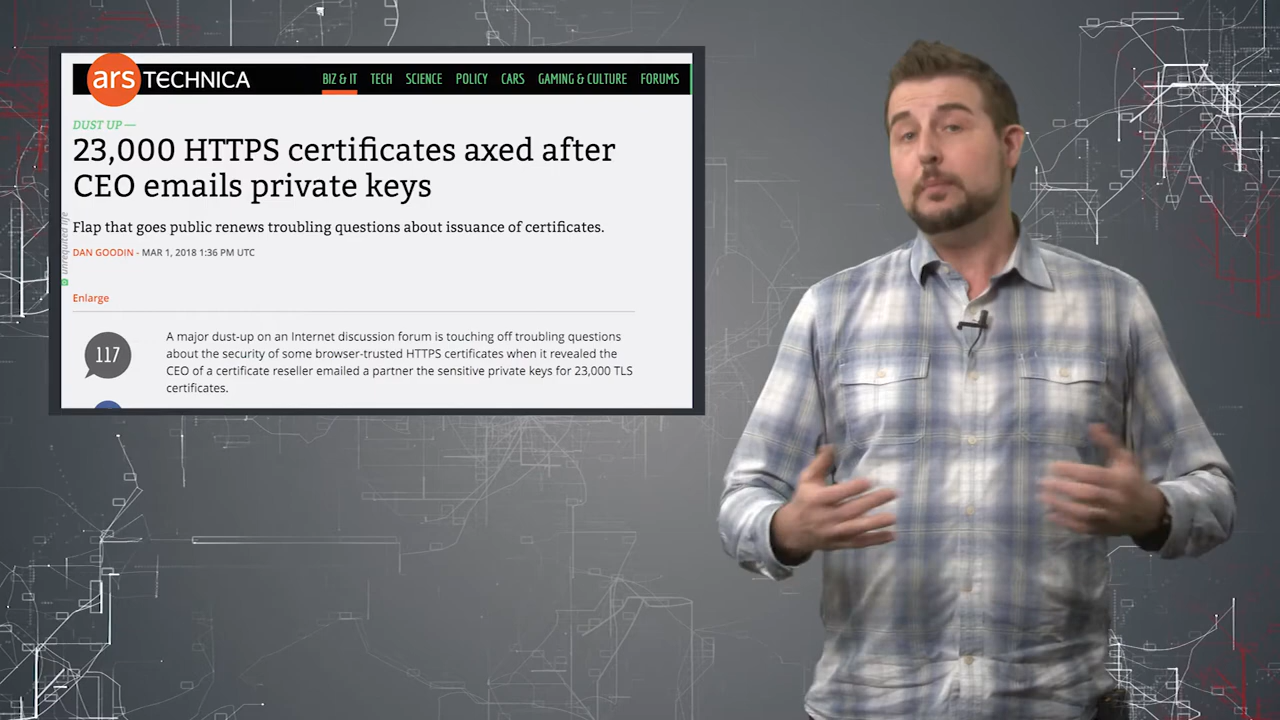 ars TECHNICA
BIZ & IT TECH SCIENCE POLICY CARS GAMING & CULTURE FORUMS
DUST UP —
23,000 HTTPS certificates axed after
CEO emails private keys
Flap that goes public renews troubling questions about issuance of certificates.
DAN GOODIN - MAR 1, 2018 1:36 PM UTC
unrequited life
Enlarge
117
A major dust-up on an Internet discussion forum is touching off troubling questions
about the security of some browser-trusted HTTPS certificates when it revealed the
CEO of a certificate reseller emailed a partner the sensitive private keys for 23,000 TLS
certificates.